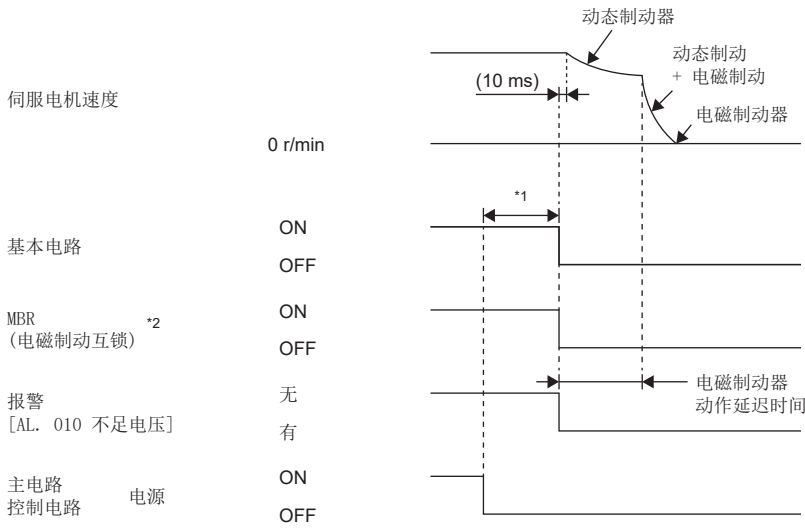 动态制动器
动态制动
+ 电磁制动
(10 ms)
伺服电机速度
电磁制动器
0 r/min
*1
ON
基本电路
OFF
MBR
(电磁制动互锁)
*2
ON
OFF
报警
[AL. 010 不足电压]
无
有
电磁制动器
动作延迟时间
主电路
控制电路
电源
ON
OFF